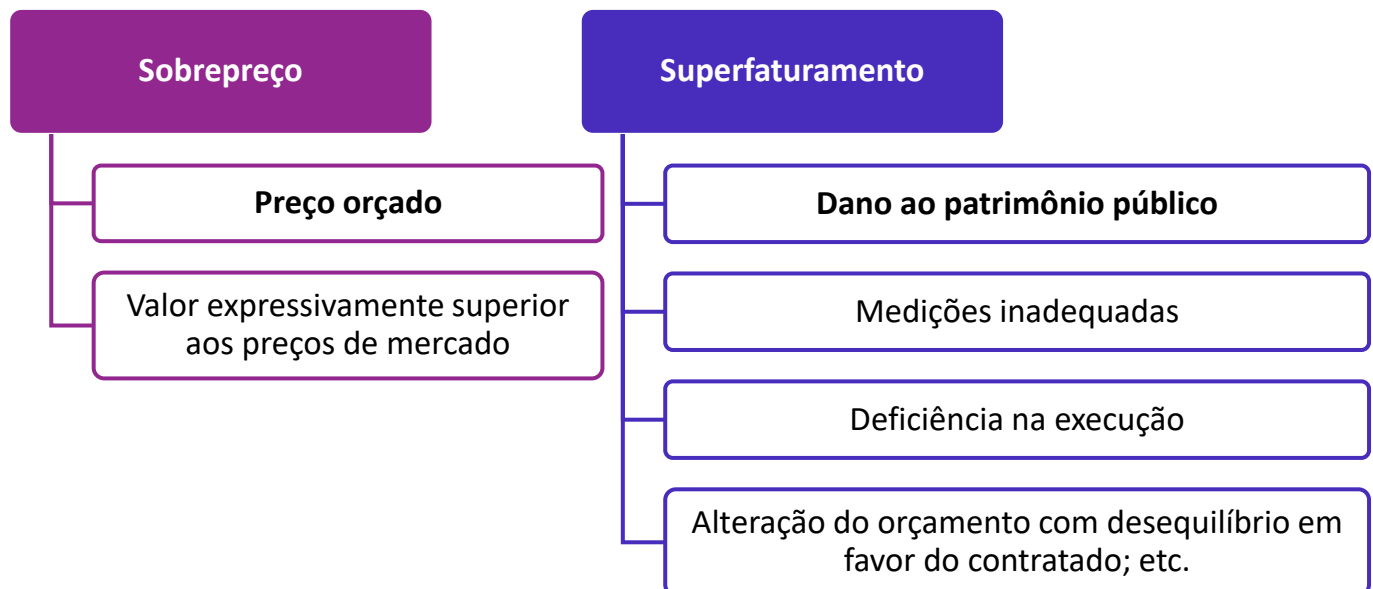 Sobrepreço
Preço orçado
Valor expressivamente superior
aos preços de mercado
Superfaturamento
Dano ao patrimônio público
Medições inadequadas
Deficiência na execução
Alteração do orçamento com desequilíbrio em
favor do contratado; etc.